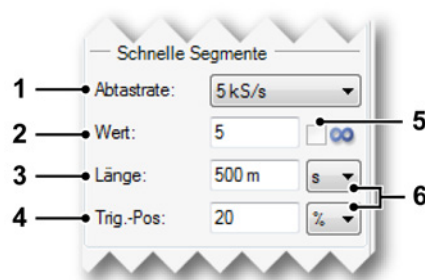 Schnelle Segmente
1 Abtastrate: 5 kS/s
2 Wert: 5 ∞ 5
3 Länge: 500 m s
6
4 Trig.-Pos: 20 %